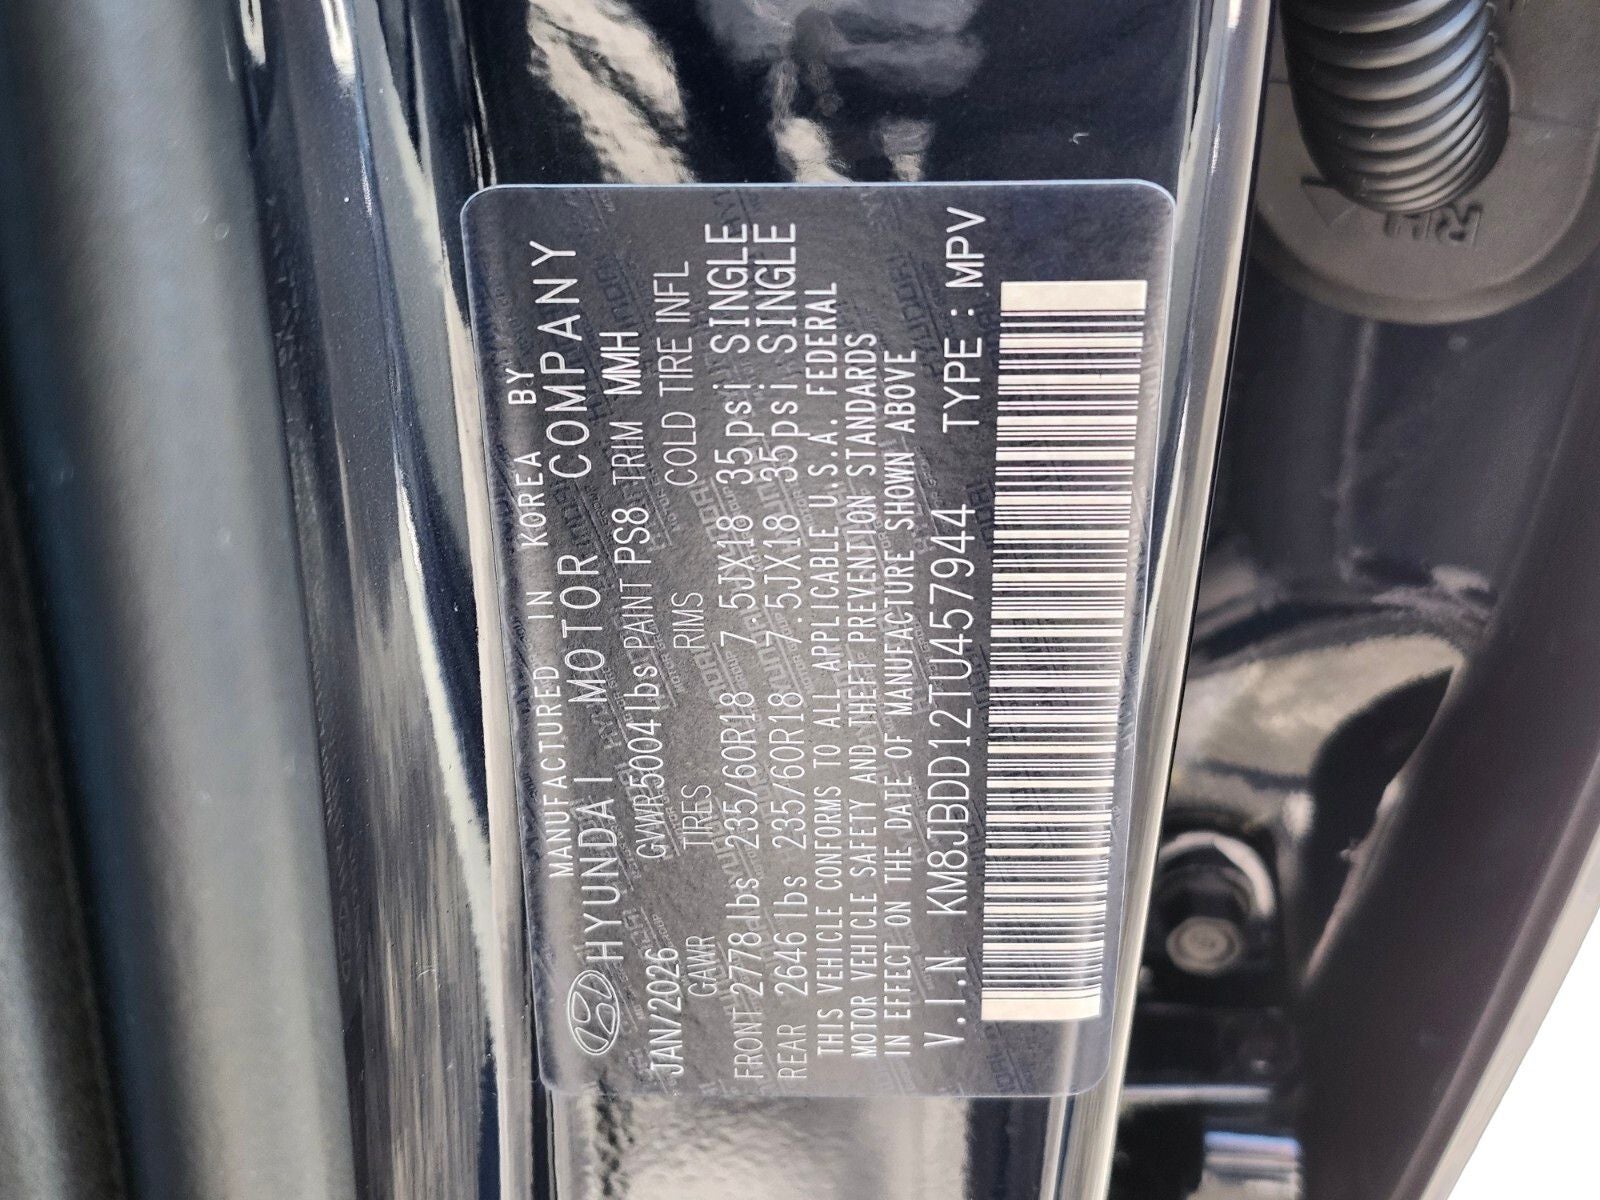 MANUFACTURED IN KOREA BY
HYUNDAI MOTOR COMPANY
JAN/2026 GVWR 5004lbs PAINT PS8 TRIM MMH
GAWR TIRES RIMS COLD TIRE INFL
FRONT 2778lbs 235/60R18 7.5JX18 35psi SINGLE
REAR 2646lbs 235/60R18 7.5JX18 35psi SINGLE
THIS VEHICLE CONFORMS TO ALL APPLICABLE U.S.A. FEDERAL
MOTOR VEHICLE SAFETY AND THEFT PREVENTION STANDARDS
IN EFFECT ON THE DATE OF MANUFACTURE SHOWN ABOVE
V.I.N KM8JBDD12TU457944 TYPE : MPV
RH